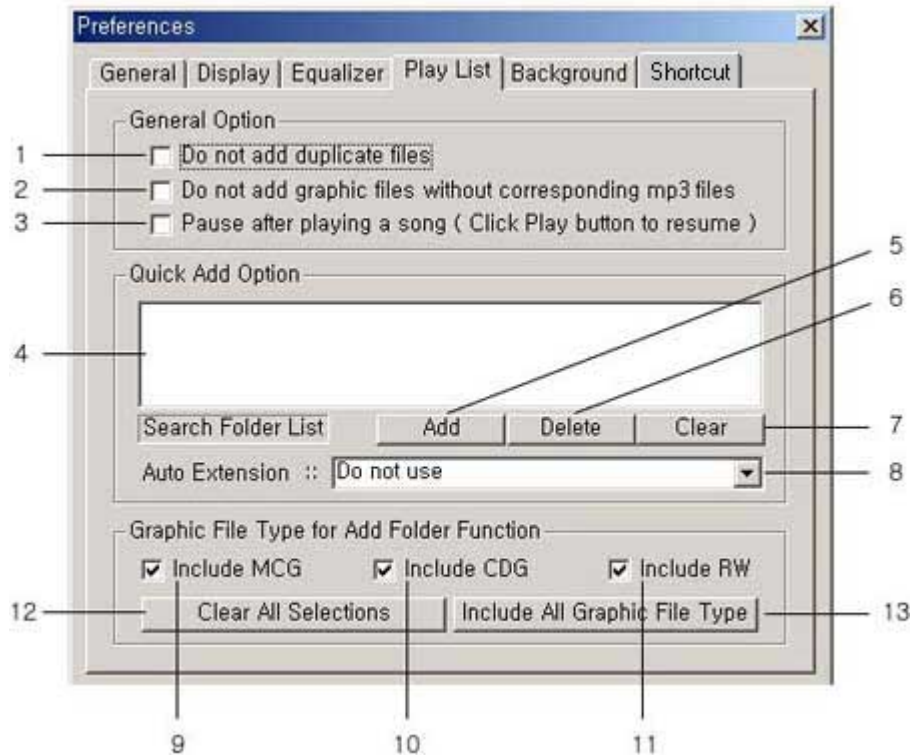 Preferences
General Display Equalizer Play List Background Shortcut
General Option
1 Do not add duplicate files
2 Do not add graphic files without corresponding mp3 files
3 Pause after playing a song ( Click Play button to resume )
5
Quick Add Option
6
4
Search Folder List Add Delete Clear 7
Auto Extension :: Do not use 8
Graphic File Type for Add Folder Function
Include MCG Include CDG Include RW
12 Clear All Selections Include All Graphic File Type 13
9 10 11